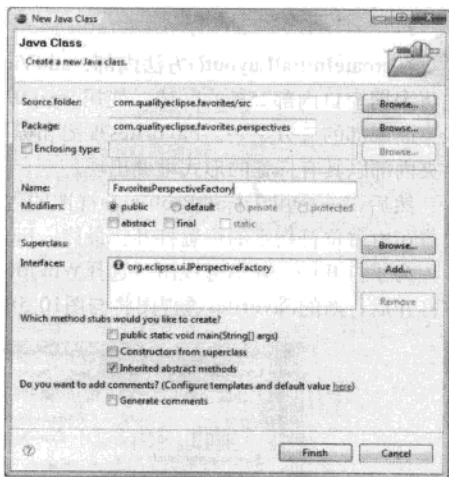 New Java Class
Java Class
Create a new Java class.
Source folder: com.qualityeclipse.favorites/src Browse...
Package: com.qualityeclipse.favorites.perspectives Browse...
Enclosing type: Browse...
Name: FavoritesPerspectiveFactory
Modifiers: public default private protected
abstract final static
Superclass: Browse...
Interfaces: org.eclipse.ui.IPerspectiveFactory Add...
Remove
Which method stubs would you like to create?
public static void main(String[] args)
Constructors from superclass
Inherited abstract methods
Do you want to add comments? (Configure templates and default value here)
Generate comments
Finish Cancel